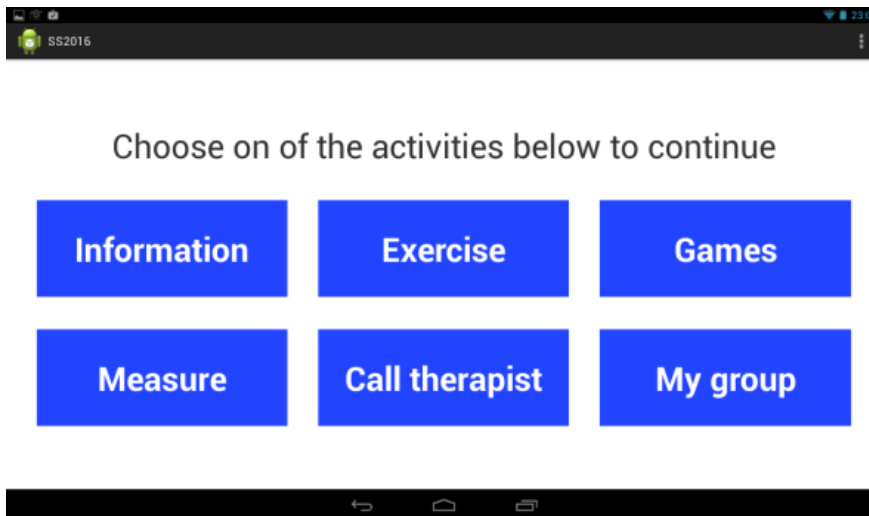 SS2016
Choose on of the activities below to continue
Information Exercise Games
Measure Call therapist My group